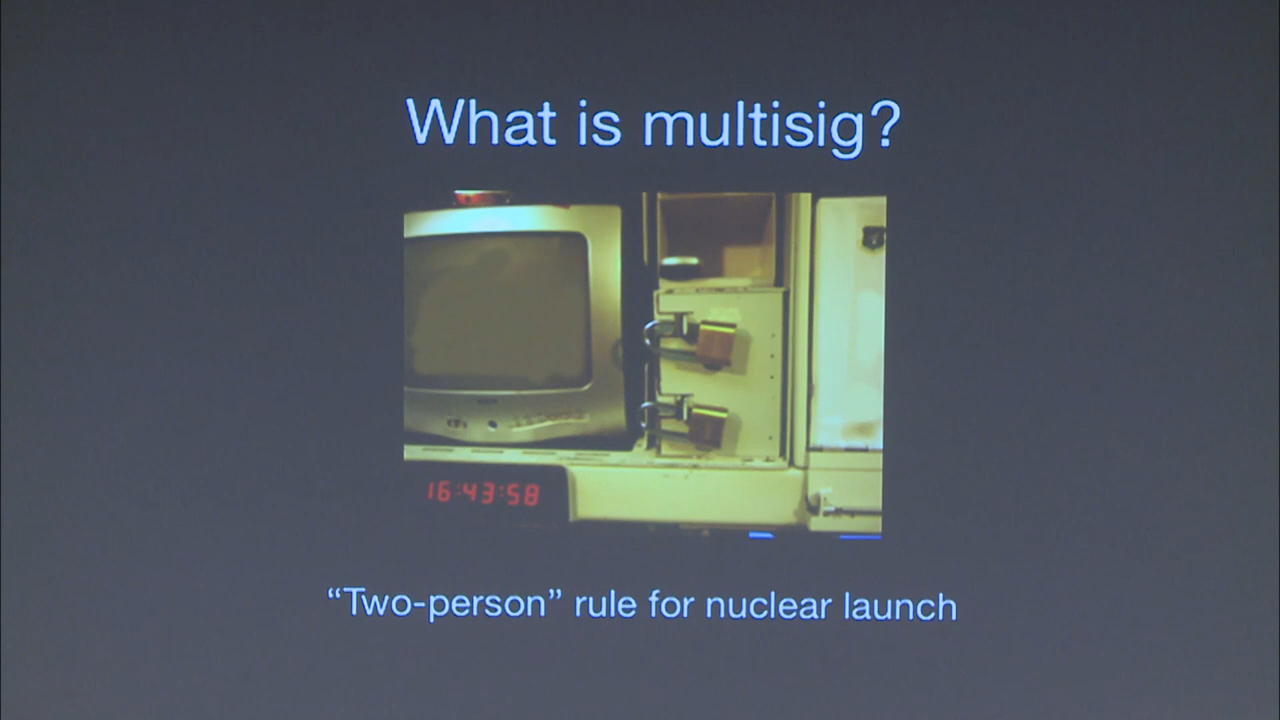 What is multisig?
16:43:58
“Two-person” rule for nuclear launch